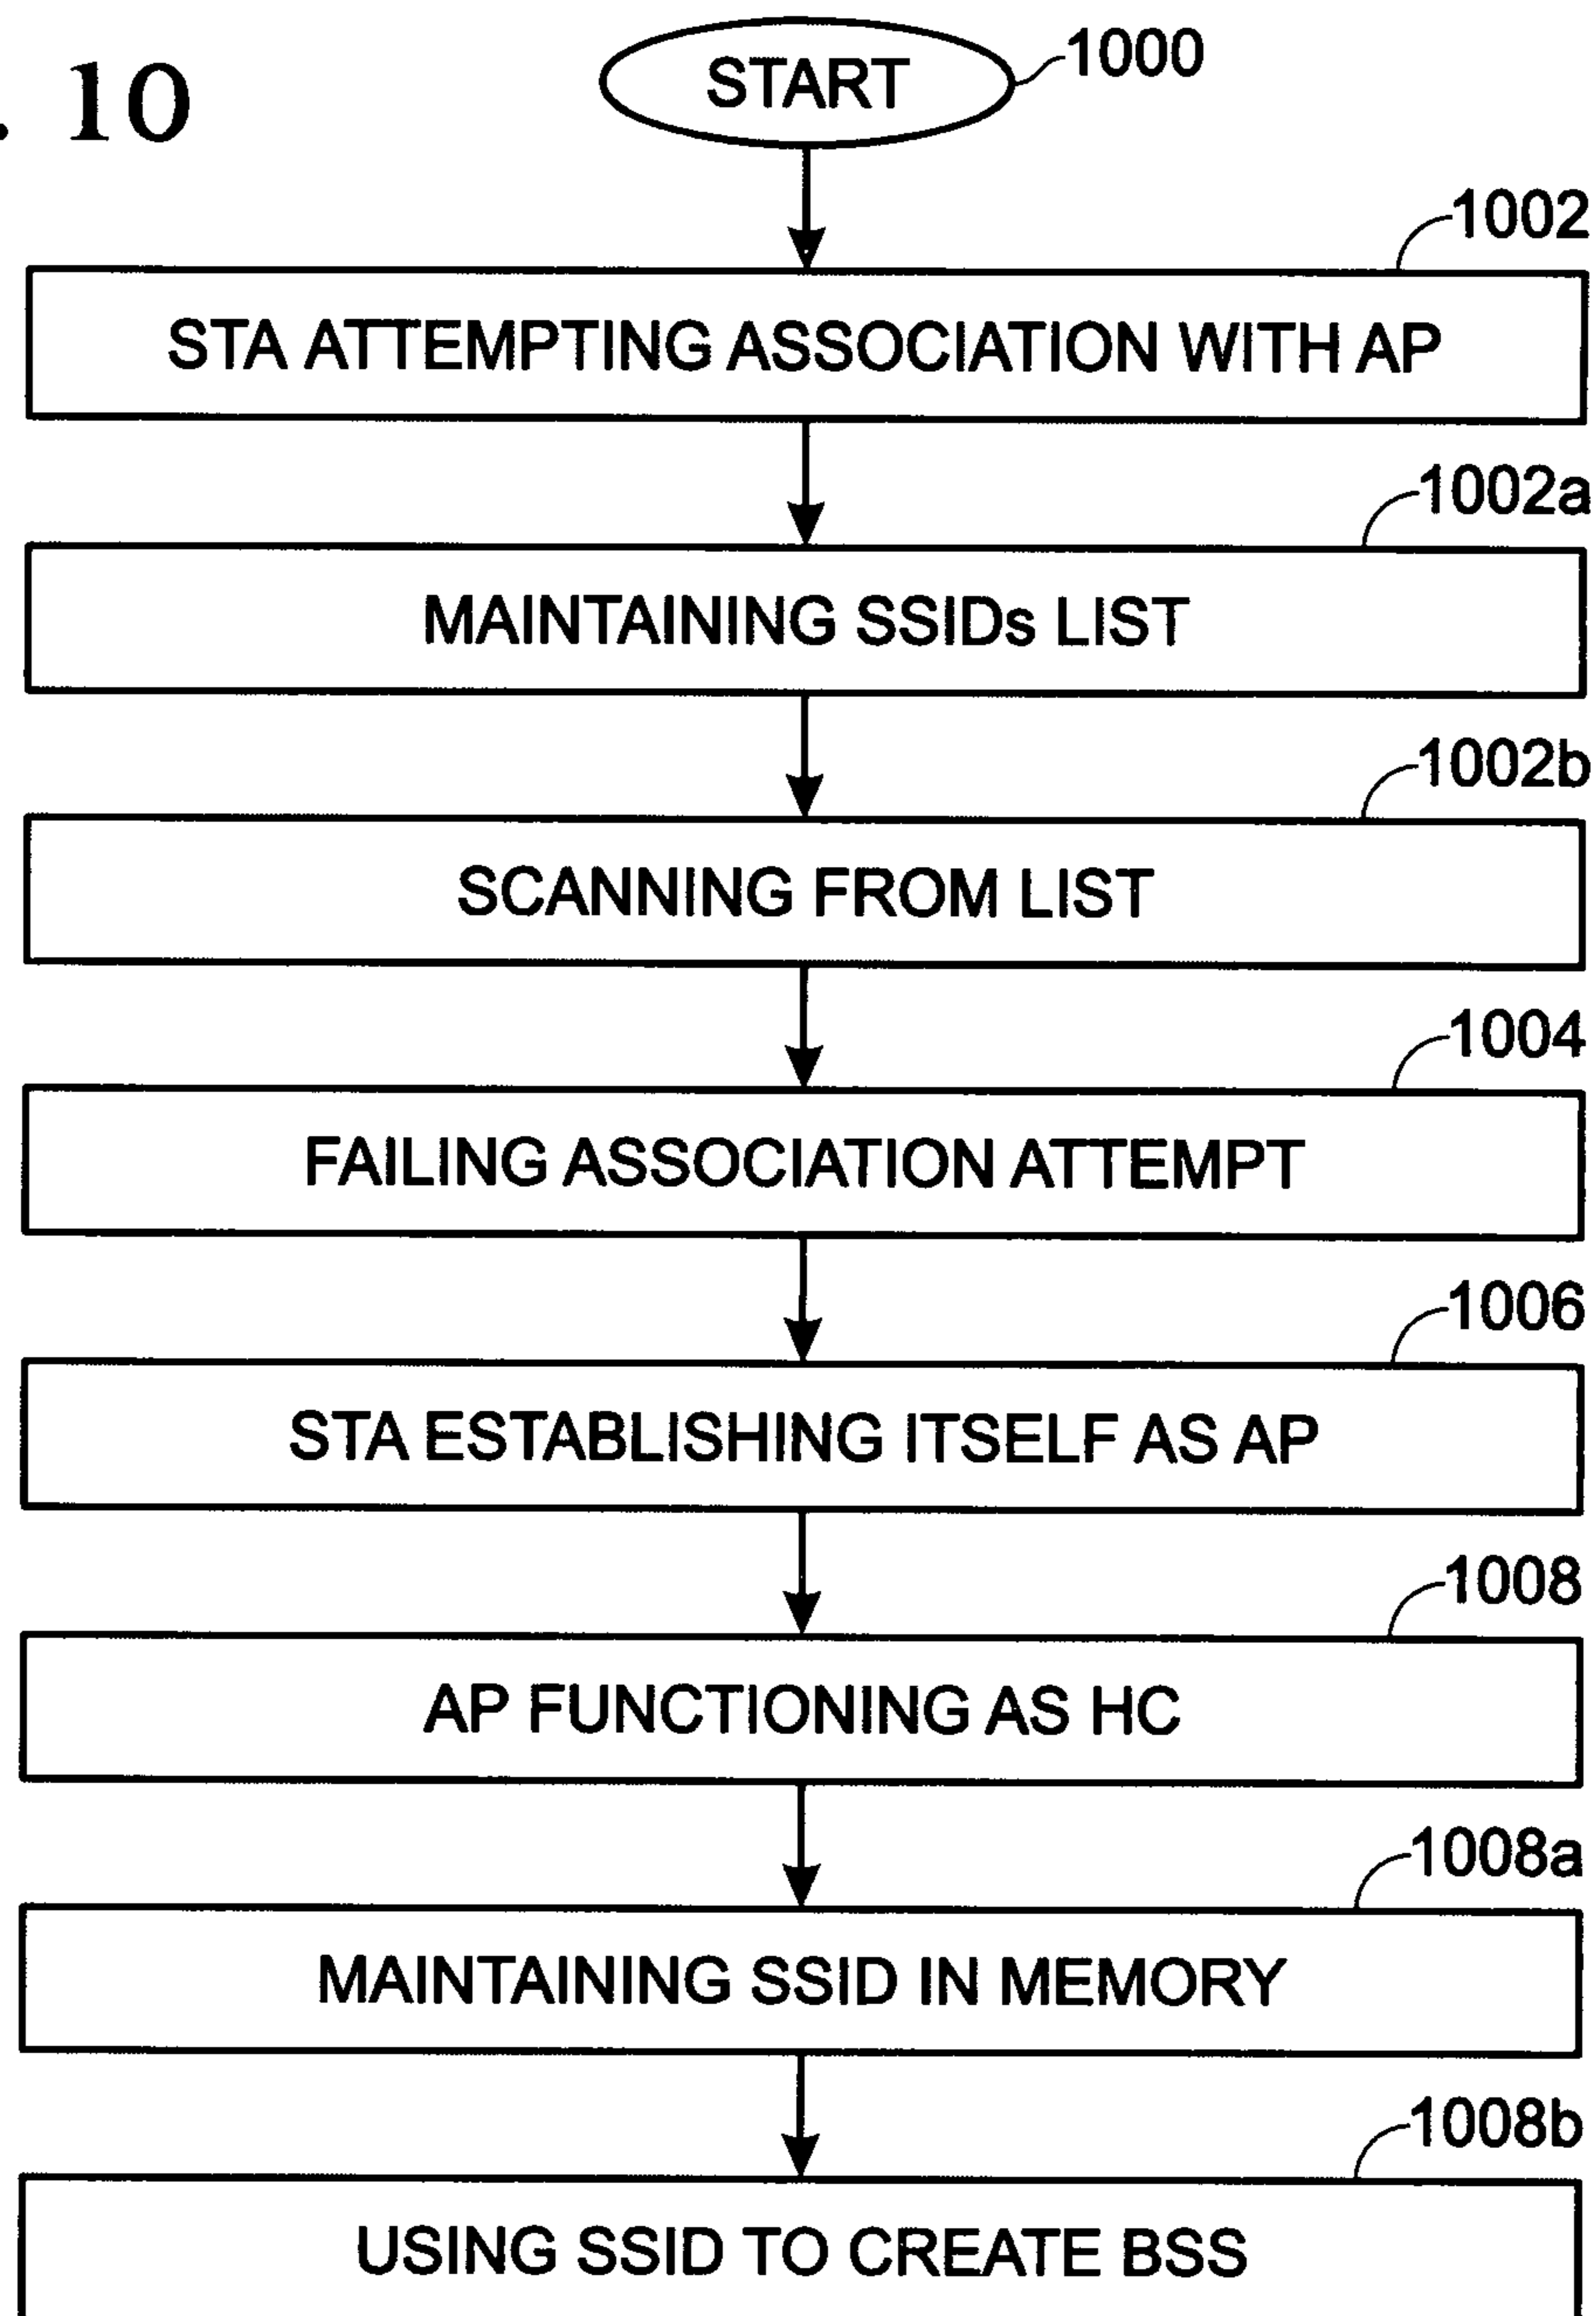 . 10
START
1000
1002
STA ATTEMPTING ASSOCIATION WITH AP
1002a
MAINTAINING SSIDs LIST
1002b
SCANNING FROM LIST
1004
FAILING ASSOCIATION ATTEMPT
1006
STA ESTABLISHING ITSELF AS AP
1008
AP FUNCTIONING AS HC
1008a
MAINTAINING SSID IN MEMORY
1008b
USING SSID TO CREATE BSS